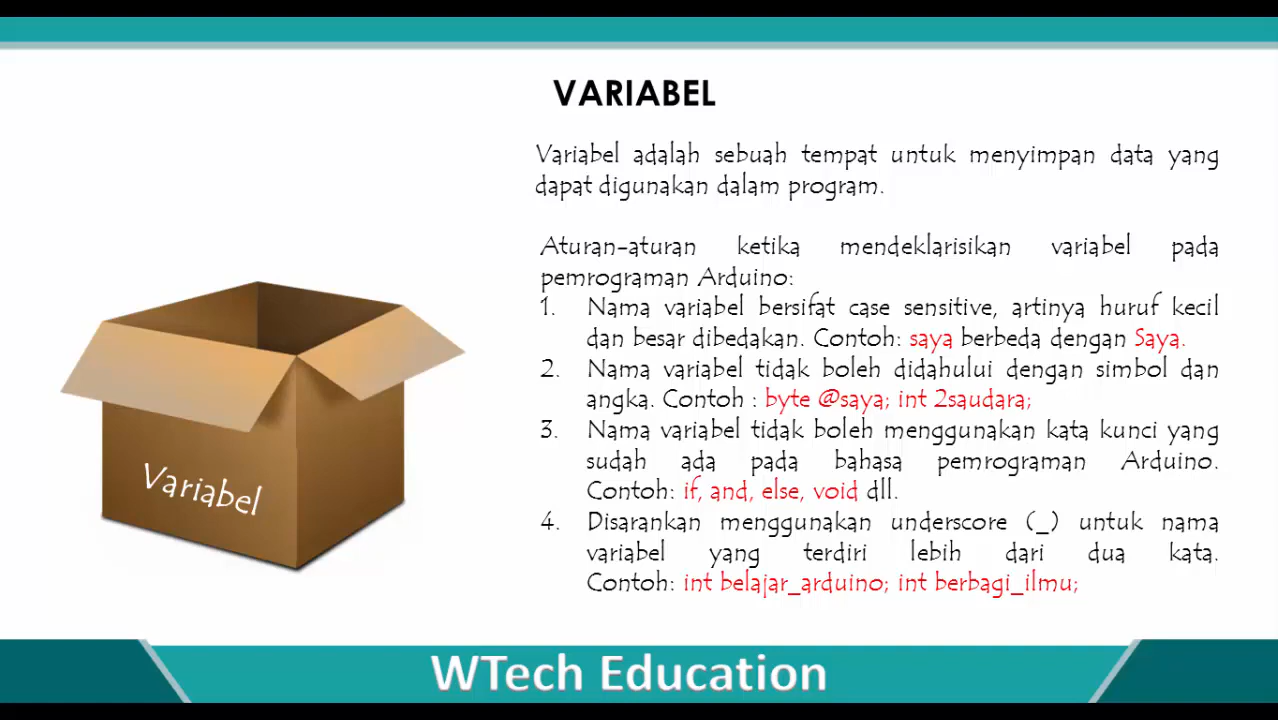 VARIABEL
Variabel adalah sebuah tempat untuk menyimpan data yang
dapat digunakan dalam program.
Aturan-aturan ketika mendeklarisikan variabel pada
pemrograman Arduino:
1. Nama variabel bersifat case sensitive, artinya huruf kecil
dan besar dibedakan. Contoh: saya berbeda dengan Saya.
2. Nama variabel tidak boleh didahului dengan simbol dan
angka. Contoh : byte @saya; int 2saudara;
3. Nama variabel tidak boleh menggunakan kata kunci yang
sudah ada pada bahasa pemrograman Arduino.
Contoh: if, and, else, void dll.
4. Disarankan menggunakan underscore (_) untuk nama
variabel yang terdiri lebih dari dua kata.
Contoh: int belajar_arduino; int berbagi_ilmu;
Variabel
WTech Education